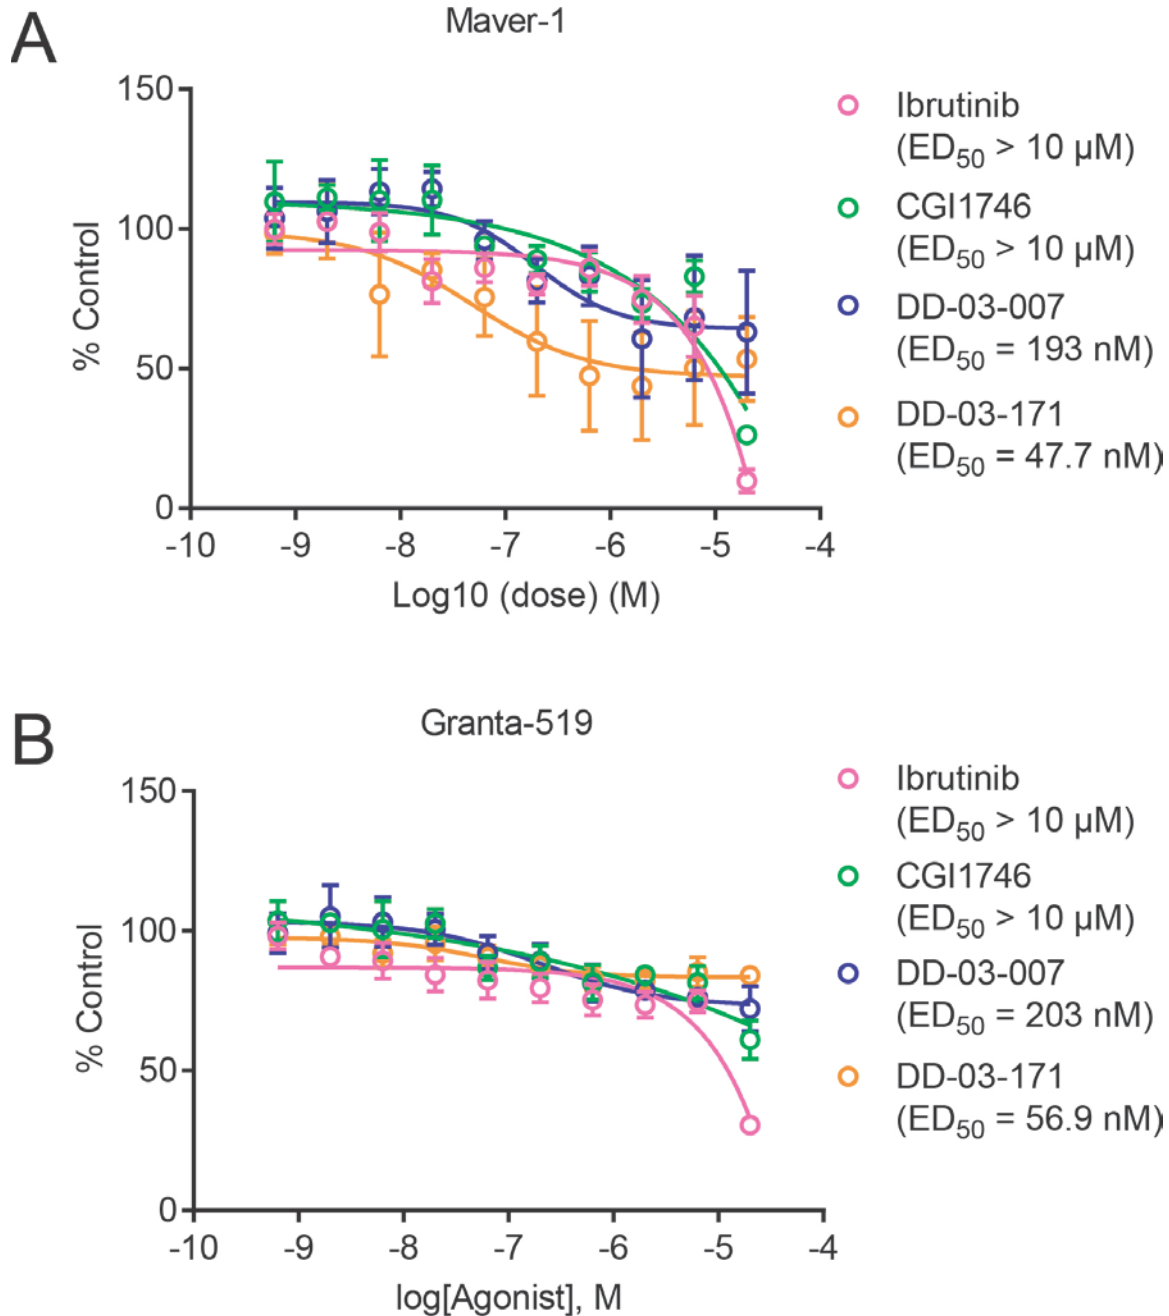 A
Maver-1
150
100
50
0
% Control
-10 -9 -8 -7 -6 -5 -4
Log10 (dose) (M)
Ibrutinib
(ED50 > 10 µM)
CGI1746
(ED50 > 10 µM)
DD-03-007
(ED50 = 193 nM)
DD-03-171
(ED50 = 47.7 nM)
B
Granta-519
150
100
50
0
% Control
-10 -9 -8 -7 -6 -5 -4
log[Agonist], M
Ibrutinib
(ED50 > 10 µM)
CGI1746
(ED50 > 10 µM)
DD-03-007
(ED50 = 203 nM)
DD-03-171
(ED50 = 56.9 nM)